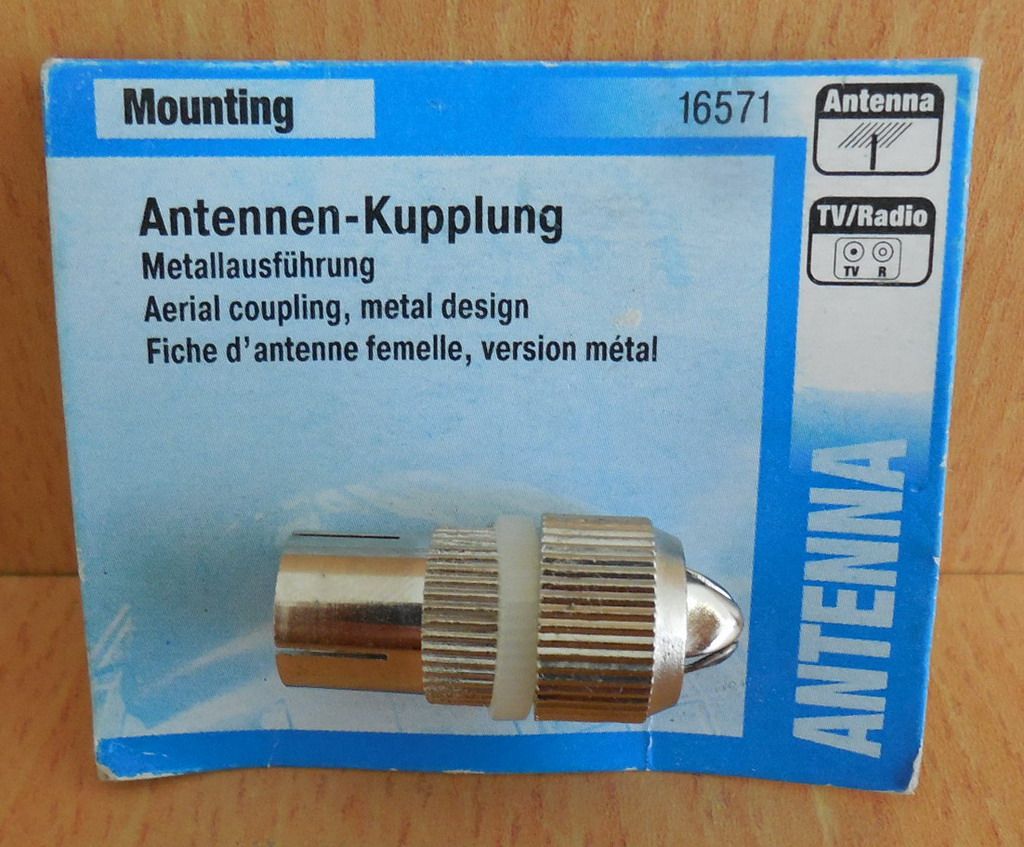 Mounting
16571
Antenna
TV/Radio
TV R
Antennen-Kupplung
Metallausführung
Aerial coupling, metal design
Fiche d'antenne femelle, version métal
ANTENNA